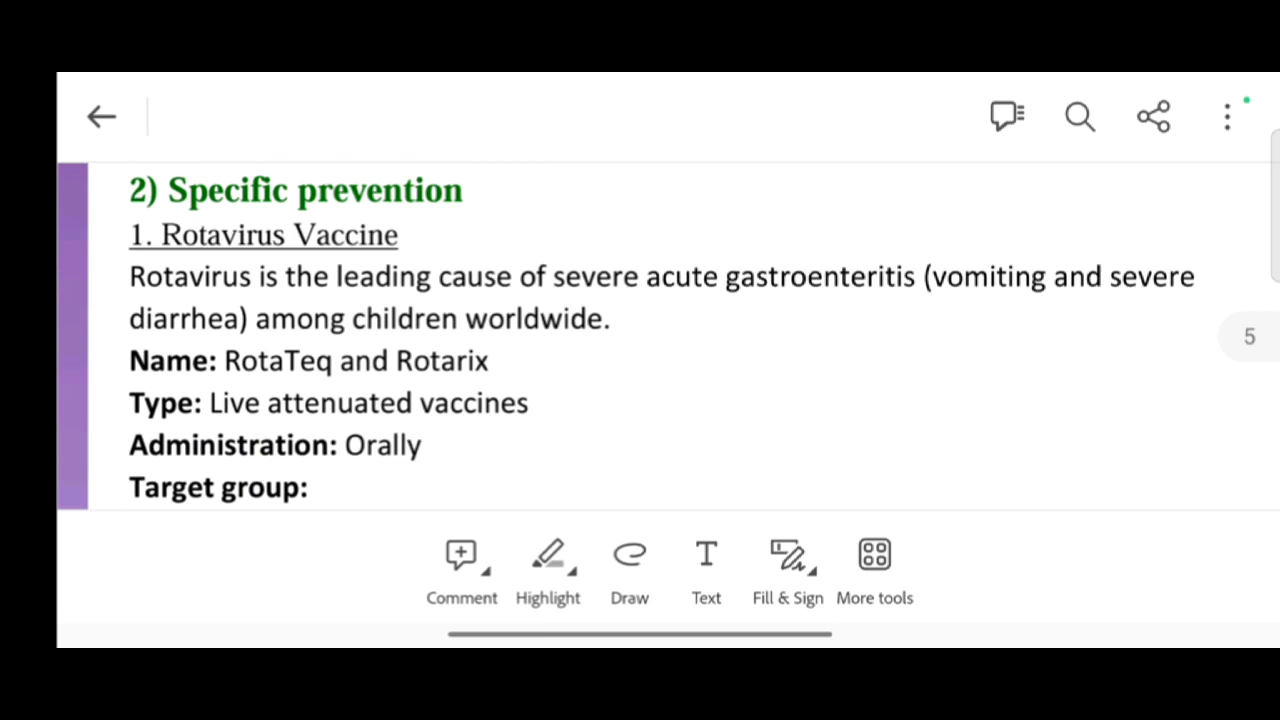 2) Specific prevention
1. Rotavirus Vaccine
Rotavirus is the leading cause of severe acute gastroenteritis (vomiting and severe
diarrhea) among children worldwide.
Name: RotaTeq and Rotarix
5
Type: Live attenuated vaccines
Administration: Orally
Target group:
Comment Highlight Draw Text Fill & Sign More tools